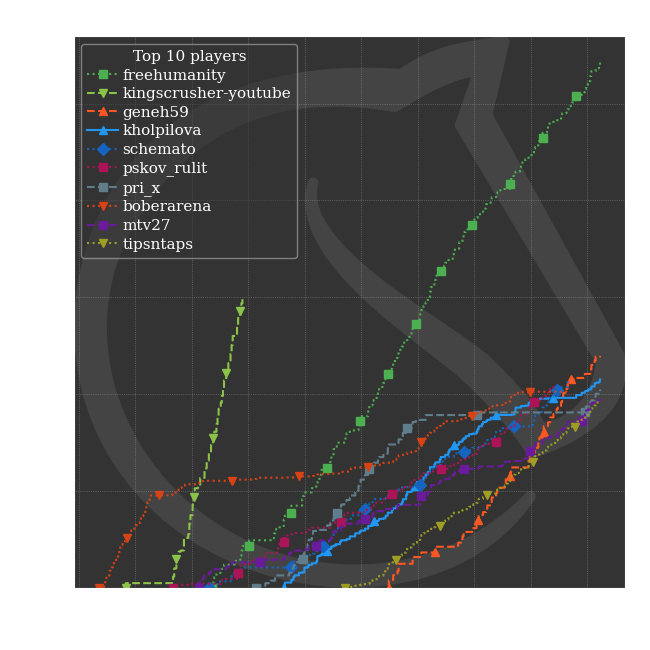 Top 10 players
freehumanity
kingscrusher-youtube
geneh59
kholpilova
schemato
pskov_rulit
pri_x
boberarena
mtv27
tipsntaps